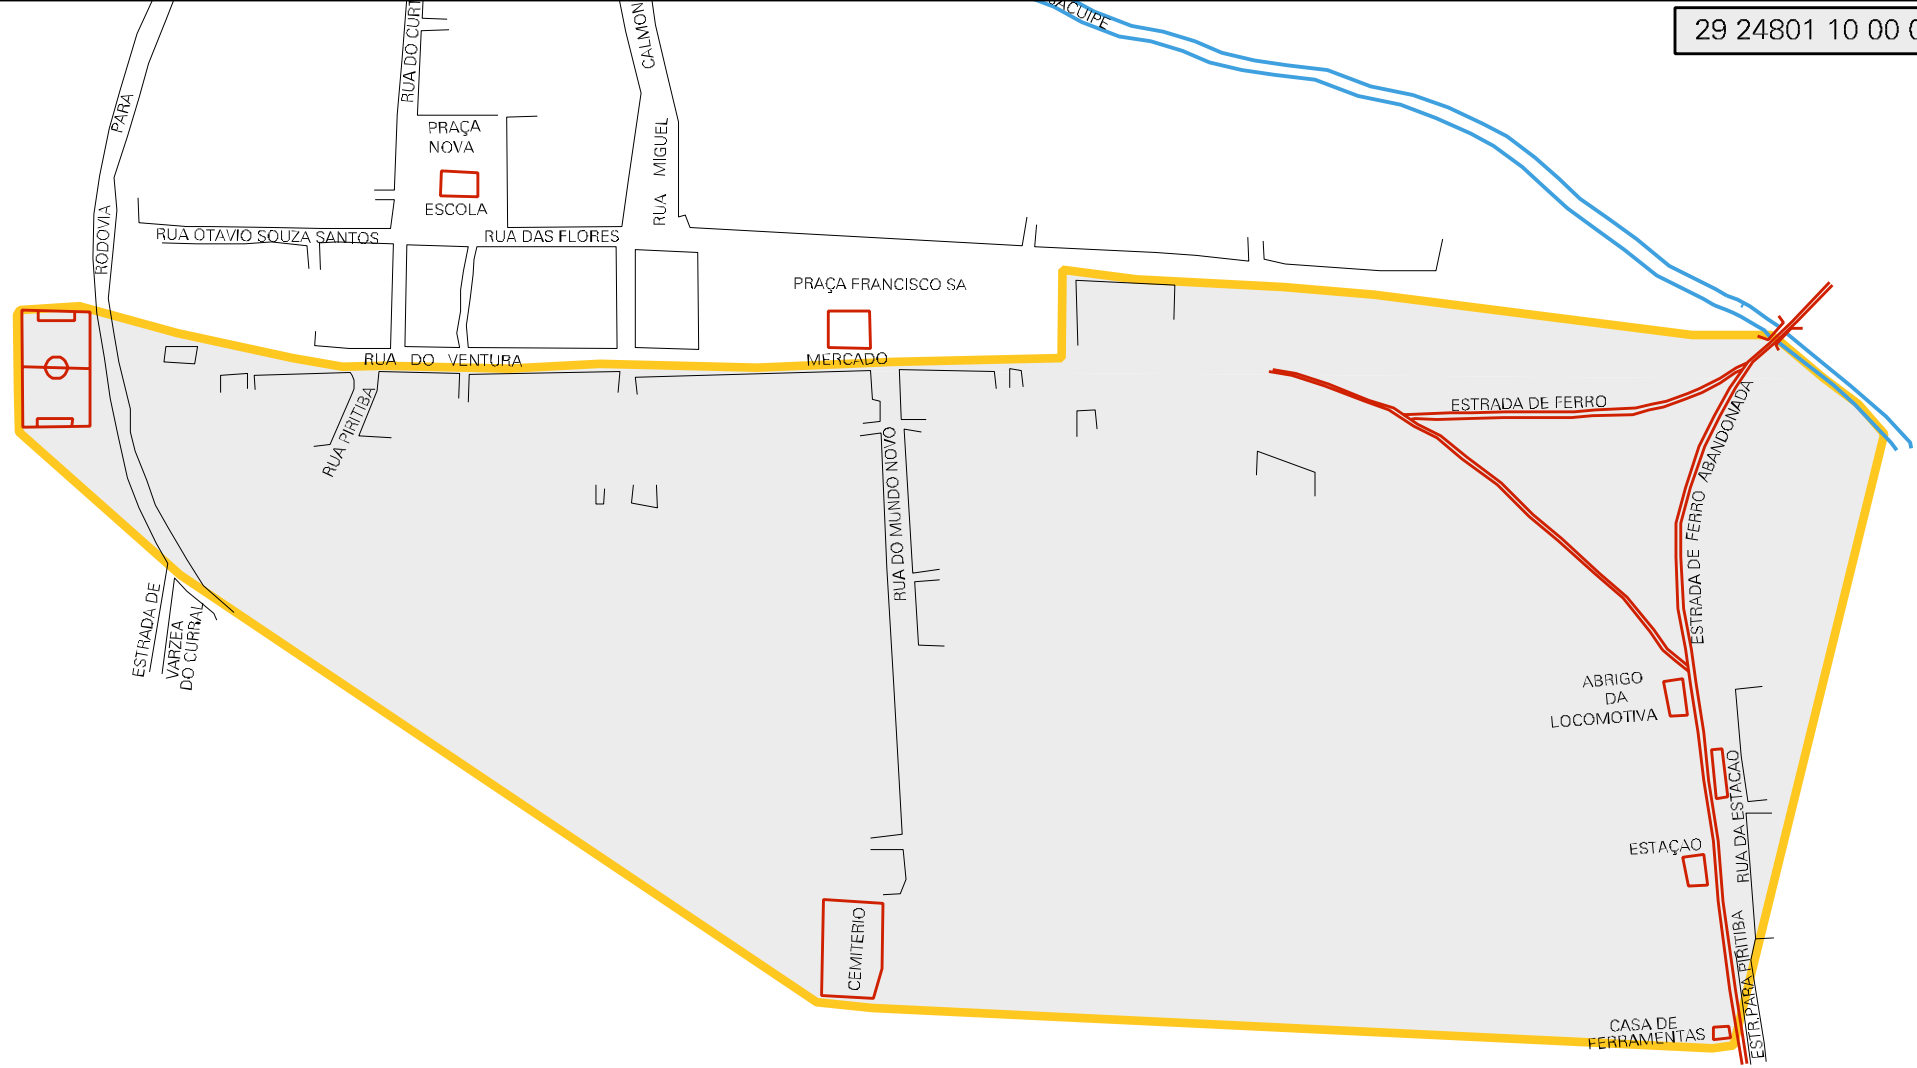 29 24801 10 00 0
RUA DO CURT
CALMON
ACUIPE
PARA
PRAÇA
NOVA
RUA MIGUEL
ESCOLA
RODOVIA
RUA OTAVIO SOUZA SANTOS
RUA DAS FLORES
PRAÇA FRANCISCO SA
RUA DO VENTURA
MERCADO
RUA PIRITIBA
ESTRADA DE FERRO
ESTRADA DE FERRO ABANDONADA
RUA DO MUNDO NOVO
ESTRADA DE
VARZEA
DO CURRAL
ABRIGO
DA
LOCOMOTIVA
RUA DA ESTACAO
ESTAÇAO
CEMITERIO
ESTR.PARA PIRITIBA
CASA DE
FERRAMENTAS